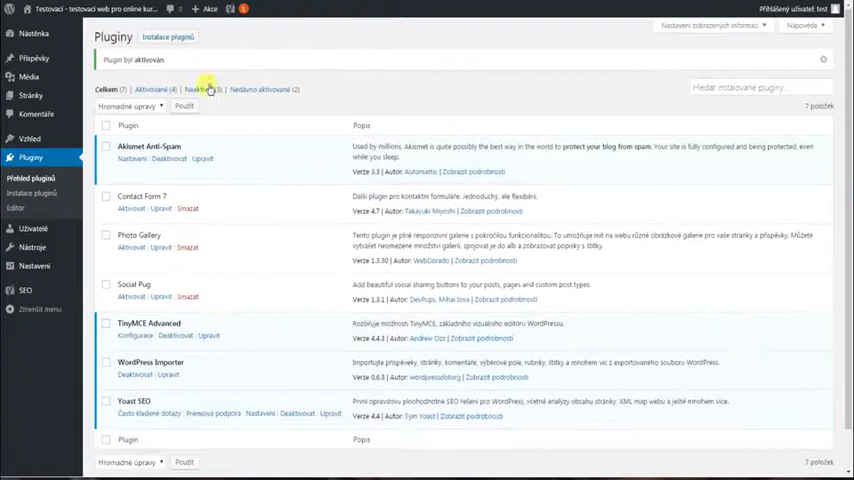 Testovací – testovací web pro online kur... 0 + Akce 1 Přihlášený uživatel: test
Nástěnka
Příspěvky
Média
Stránky
Komentáře
Vzhled
Pluginy
Přehled pluginů
Instalace pluginů
Editor
Uživatelé
Nástroje
Nastavení
SEO
Zmenšit menu
Nastavení zobrazených informací Nápověda
Pluginy Instalace pluginů
Plugin byl aktivován.
Celkem (7) | Aktivované (4) | (3) | Nedávno aktivované (2)
Hledat instalované pluginy...
Hromadné úpravy Použít 7 položek
Plugin Popis
Akismet Anti-Spam Used by millions, Akismet is quite possibly the best way in the world to protect your blog from spam. Your site is fully configured and being protected, even
while you sleep.
Nastavení | Deaktivovat | Upravit
Verze 3.3 | Autor: Automattic | Zobrazit podrobnosti
Contact Form 7 Další plugin pro kontaktní formuláře. Jednoduchý, ale flexibilní.
Aktivovat | Upravit | Smazat Verze 4.7 | Autor: Takayuki Miyoshi | Zobrazit podrobnosti
Photo Gallery Tento plugin je plně responzivní galerie s pokročilou funkcionalitou. To umožňuje mít na webu různé obrázkové galerie pro vaše stránky a příspěvky. Můžete
vytvářet neomezené množství galerií, spojovat je do alb a zobrazovat popisky s štítky.
Aktivovat | Upravit | Smazat
Verze 1.3.30 | Autor: WebDorado | Zobrazit podrobnosti
Social Pug Add beautiful social sharing buttons to your posts, pages and custom post types.
Aktivovat | Upravit | Smazat Verze 1.3.1 | Autor: DevPups, Mihai Iova | Zobrazit podrobnosti
TinyMCE Advanced Rozšiřuje možnosti TinyMCE, základního vizuálního editoru WordPressu.
Konfigurace | Deaktivovat | Upravit Verze 4.4.3 | Autor: Andrew Ozz | Zobrazit podrobnosti
WordPress Importer Importujte příspěveky, stránky, komentáře, výběrové pole, rubriky, štítky a mnohem víc z exportovaného souboru WordPress.
Deaktivovat | Upravit Verze 0.6.3 | Autor: wordpressdotorg | Zobrazit podrobnosti
Yoast SEO První opravdou plnohodnotné SEO řešení pro WordPress, včetně analýzy obsahu stránky, XML map webu a ještě mnohem více.
Často kladené dotazy | Prémiová podpora | Nastavení | Deaktivovat | Upravit Verze 4.4 | Autor: Tým Yoast | Zobrazit podrobnosti
Plugin Popis
Hromadné úpravy Použít 7 položek